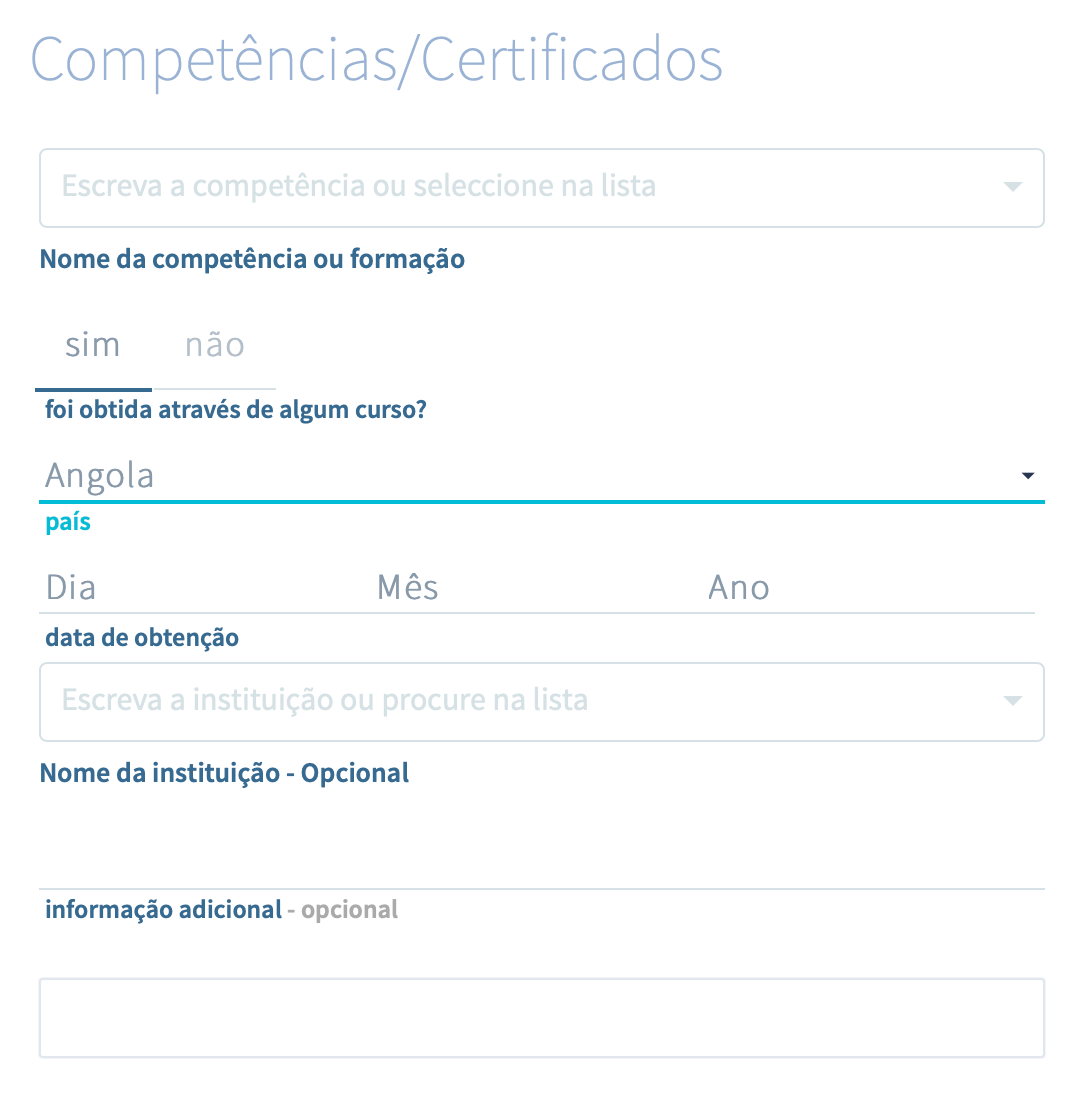 Competências/Certificados
Escreva a competência ou seleccione na lista
Nome da competência ou formação
sim não
foi obtida através de algum curso?
Angola
país
Dia Mês Ano
data de obtenção
Escreva a instituição ou procure na lista
Nome da instituição - Opcional
informação adicional - opcional